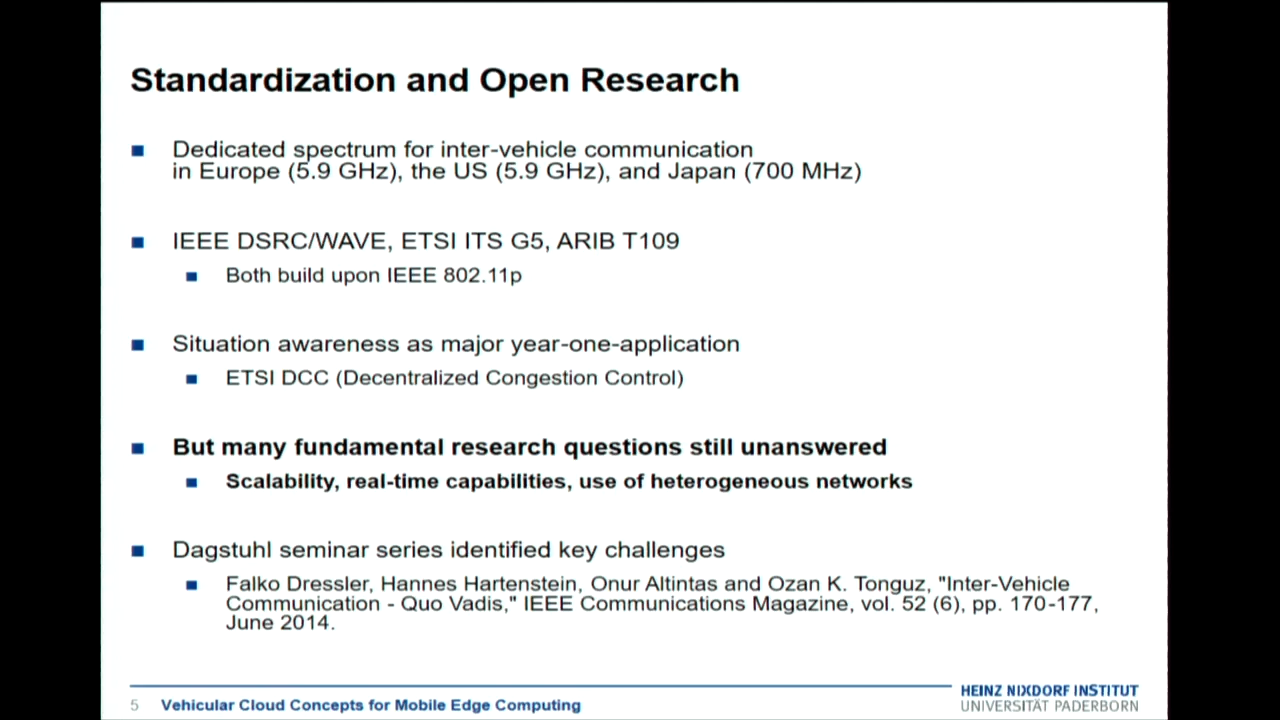 Standardization and Open Research
Dedicated spectrum for inter-vehicle communication
in Europe (5.9 GHz), the US (5.9 GHz), and Japan (700 MHz)
IEEE DSRC/WAVE, ETSI ITS G5, ARIB T109
Both build upon IEEE 802.11p
Situation awareness as major year-one-application
ETSI DCC (Decentralized Congestion Control)
But many fundamental research questions still unanswered
Scalability, real-time capabilities, use of heterogeneous networks
Dagstuhl seminar series identified key challenges
Falko Dressler, Hannes Hartenstein, Onur Altintas and Ozan K. Tonguz, "Inter-Vehicle
Communication - Quo Vadis," IEEE Communications Magazine, vol. 52 (6), pp. 170-177,
June 2014.
5 Vehicular Cloud Concepts for Mobile Edge Computing
HEINZ NIXDORF INSTITUT
UNIVERSITÄT PADERBORN